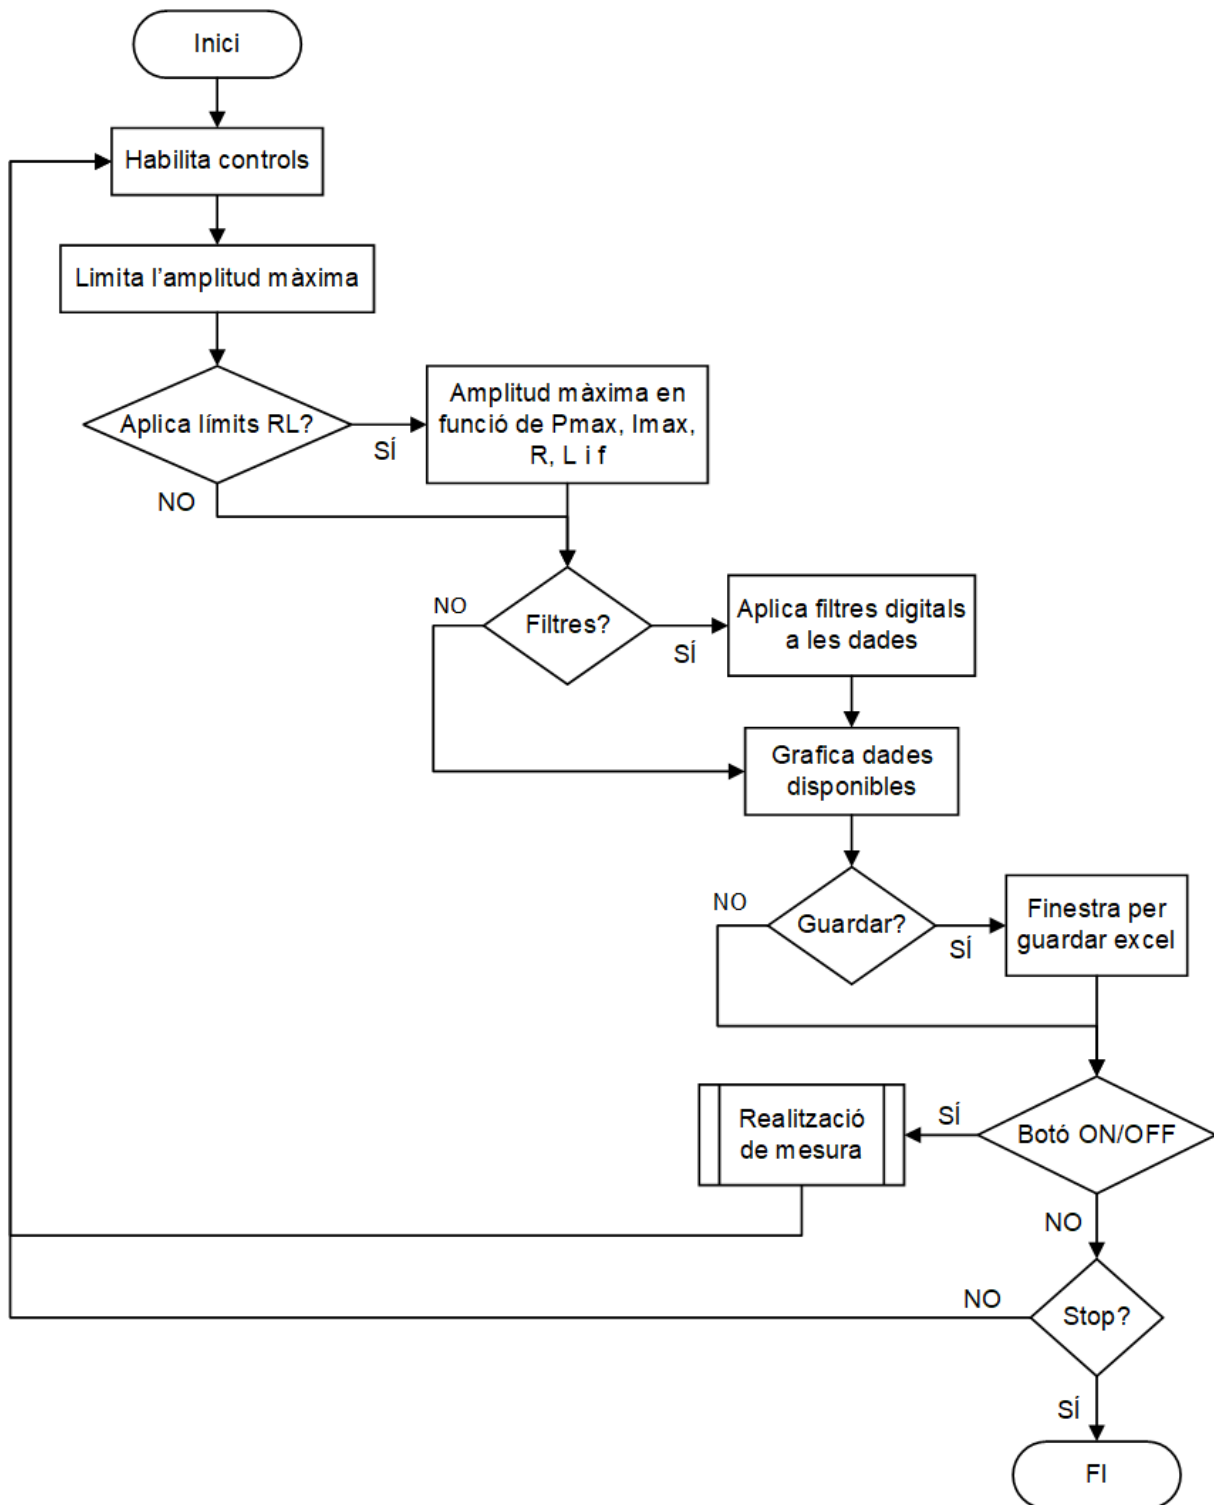 Inici
Habilita controls
Limita l'amplitud màxima
Aplica límits RL?
SÍ
NO
Amplitud màxima en
funció de Pmax, Imax,
R, L i f
NO
Filtres?
SÍ
Aplica filtres digitals
a les dades
Grafica dades
disponibles
NO
Guardar?
SÍ
Finestra per
guardar excel
Realització
de mesura
SÍ
Botó ON/OFF
NO
NO
Stop?
SÍ
FI